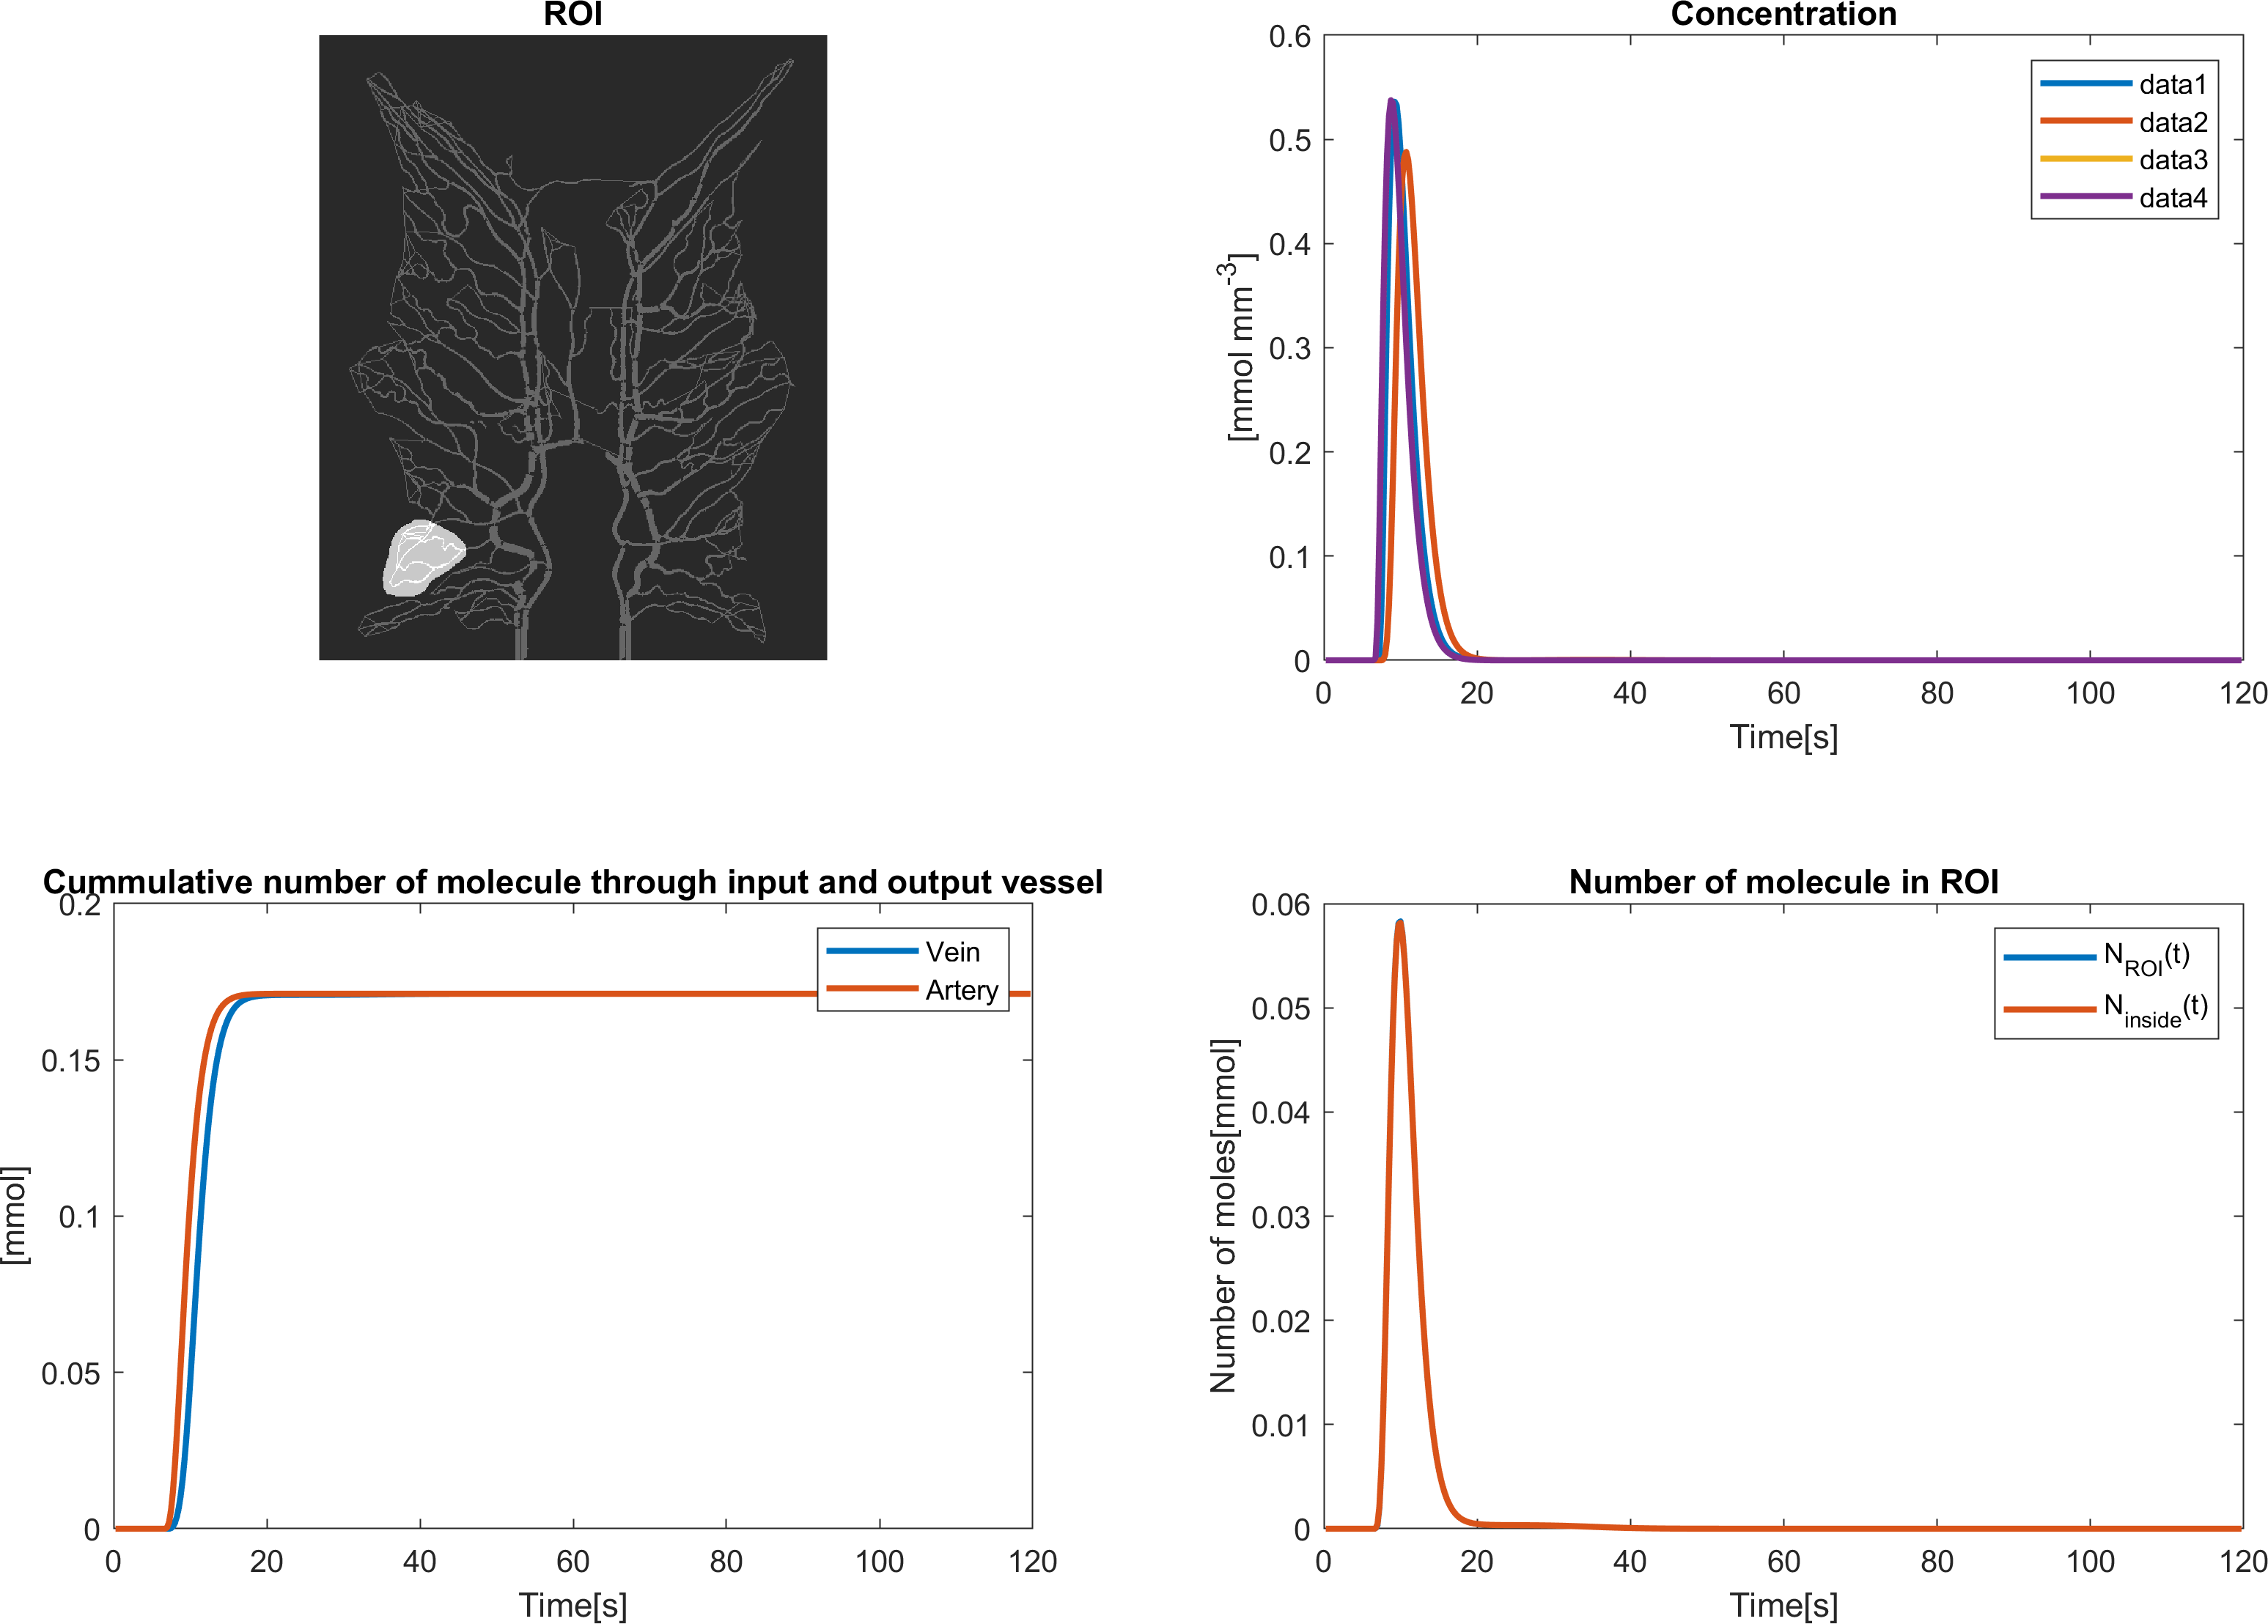 ROI
Concentration
0.6
0.5
0.4
0.3
0.2
0.1
0
[mmol mm-3]
data1
data2
data3
data4
0 20 40 60 80 100 120
Time[s]
Cummulative number of molecule through input and output vessel
0.2
0.15
0.1
0.05
0
[mmol]
Vein
Artery
0 20 40 60 80 100 120
Time[s]
Number of molecule in ROI
0.06
0.05
0.04
0.03
0.02
0.01
0
Number of moles[mmol]
NROI(t)
Ninside(t)
0 20 40 60 80 100 120
Time[s]